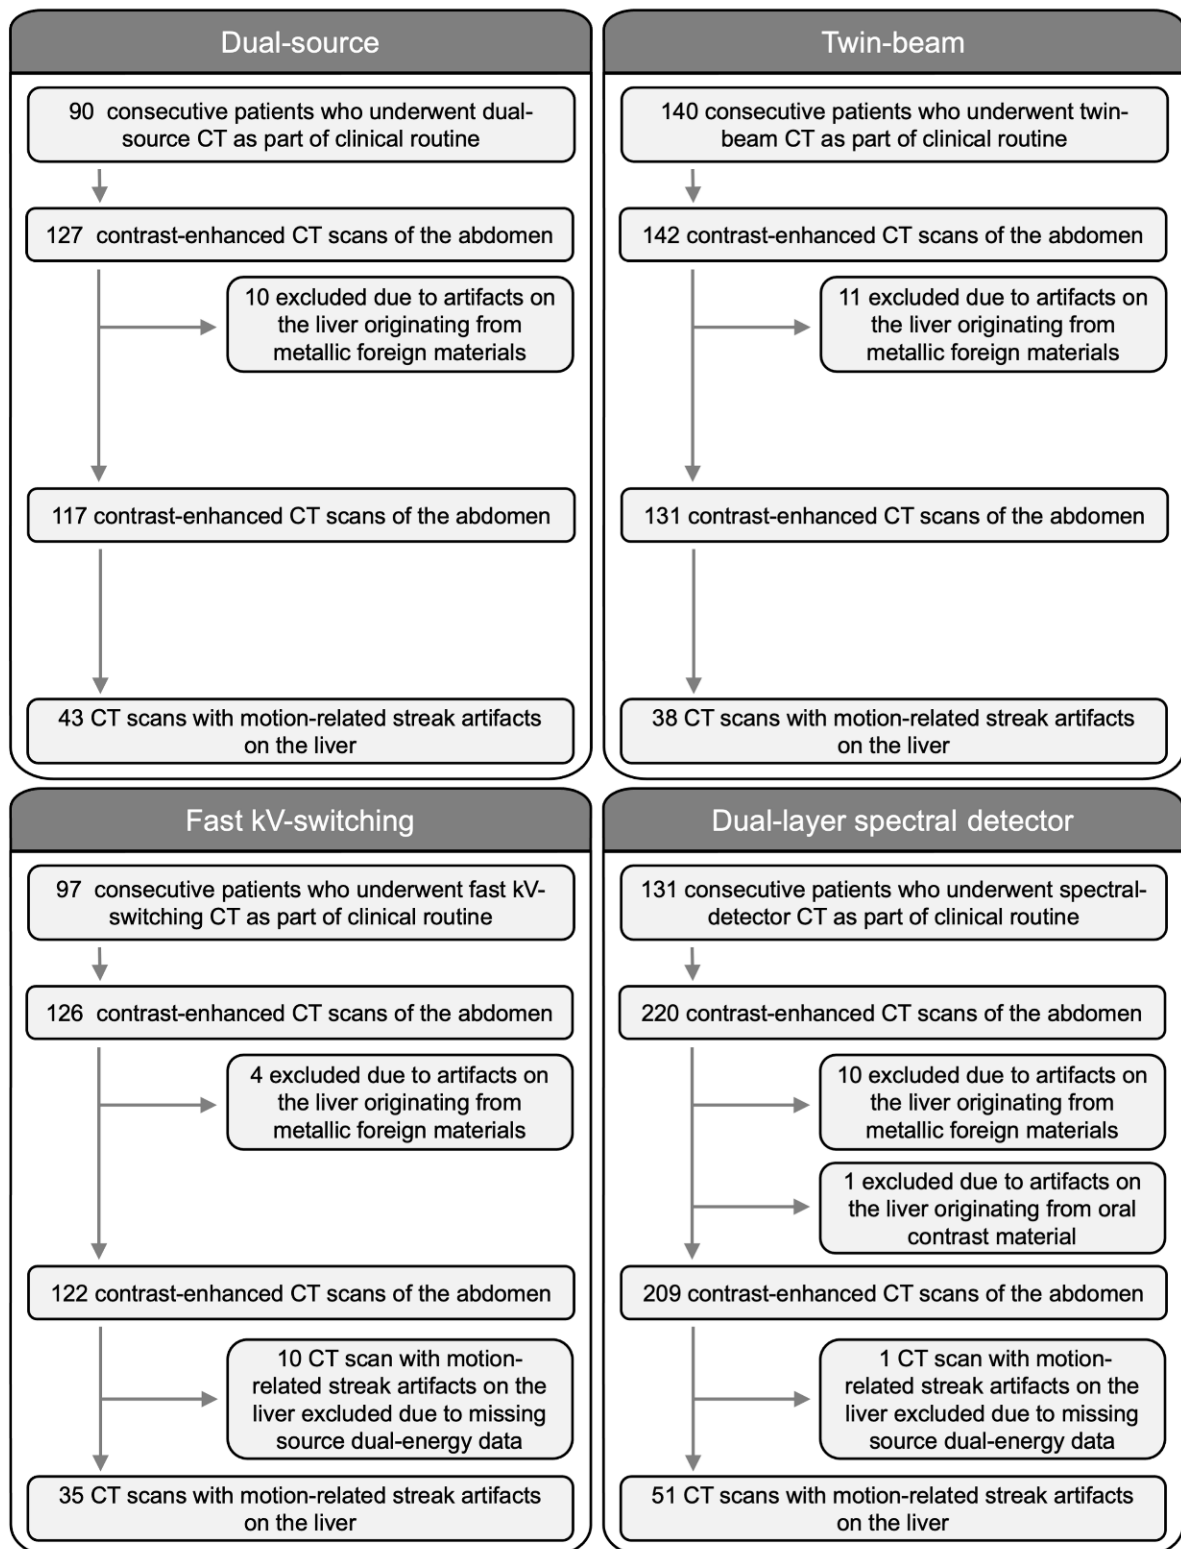 Dual-source
90 consecutive patients who underwent dual-
source CT as part of clinical routine
127 contrast-enhanced CT scans of the abdomen
10 excluded due to artifacts on
the liver originating from
metallic foreign materials
117 contrast-enhanced CT scans of the abdomen
43 CT scans with motion-related streak artifacts
on the liver
Twin-beam
140 consecutive patients who underwent twin-
beam CT as part of clinical routine
142 contrast-enhanced CT scans of the abdomen
11 excluded due to artifacts on
the liver originating from
metallic foreign materials
131 contrast-enhanced CT scans of the abdomen
38 CT scans with motion-related streak artifacts
on the liver
Fast kV-switching
97 consecutive patients who underwent fast kV-
switching CT as part of clinical routine
126 contrast-enhanced CT scans of the abdomen
4 excluded due to artifacts on
the liver originating from
metallic foreign materials
122 contrast-enhanced CT scans of the abdomen
10 CT scan with motion-
related streak artifacts on the
liver excluded due to missing
source dual-energy data
35 CT scans with motion-related streak artifacts
on the liver
Dual-layer spectral detector
131 consecutive patients who underwent spectral-
detector CT as part of clinical routine
220 contrast-enhanced CT scans of the abdomen
10 excluded due to artifacts on
the liver originating from
metallic foreign materials
1 excluded due to artifacts on
the liver originating from oral
contrast material
209 contrast-enhanced CT scans of the abdomen
1 CT scan with motion-
related streak artifacts on the
liver excluded due to missing
source dual-energy data
51 CT scans with motion-related streak artifacts
on the liver